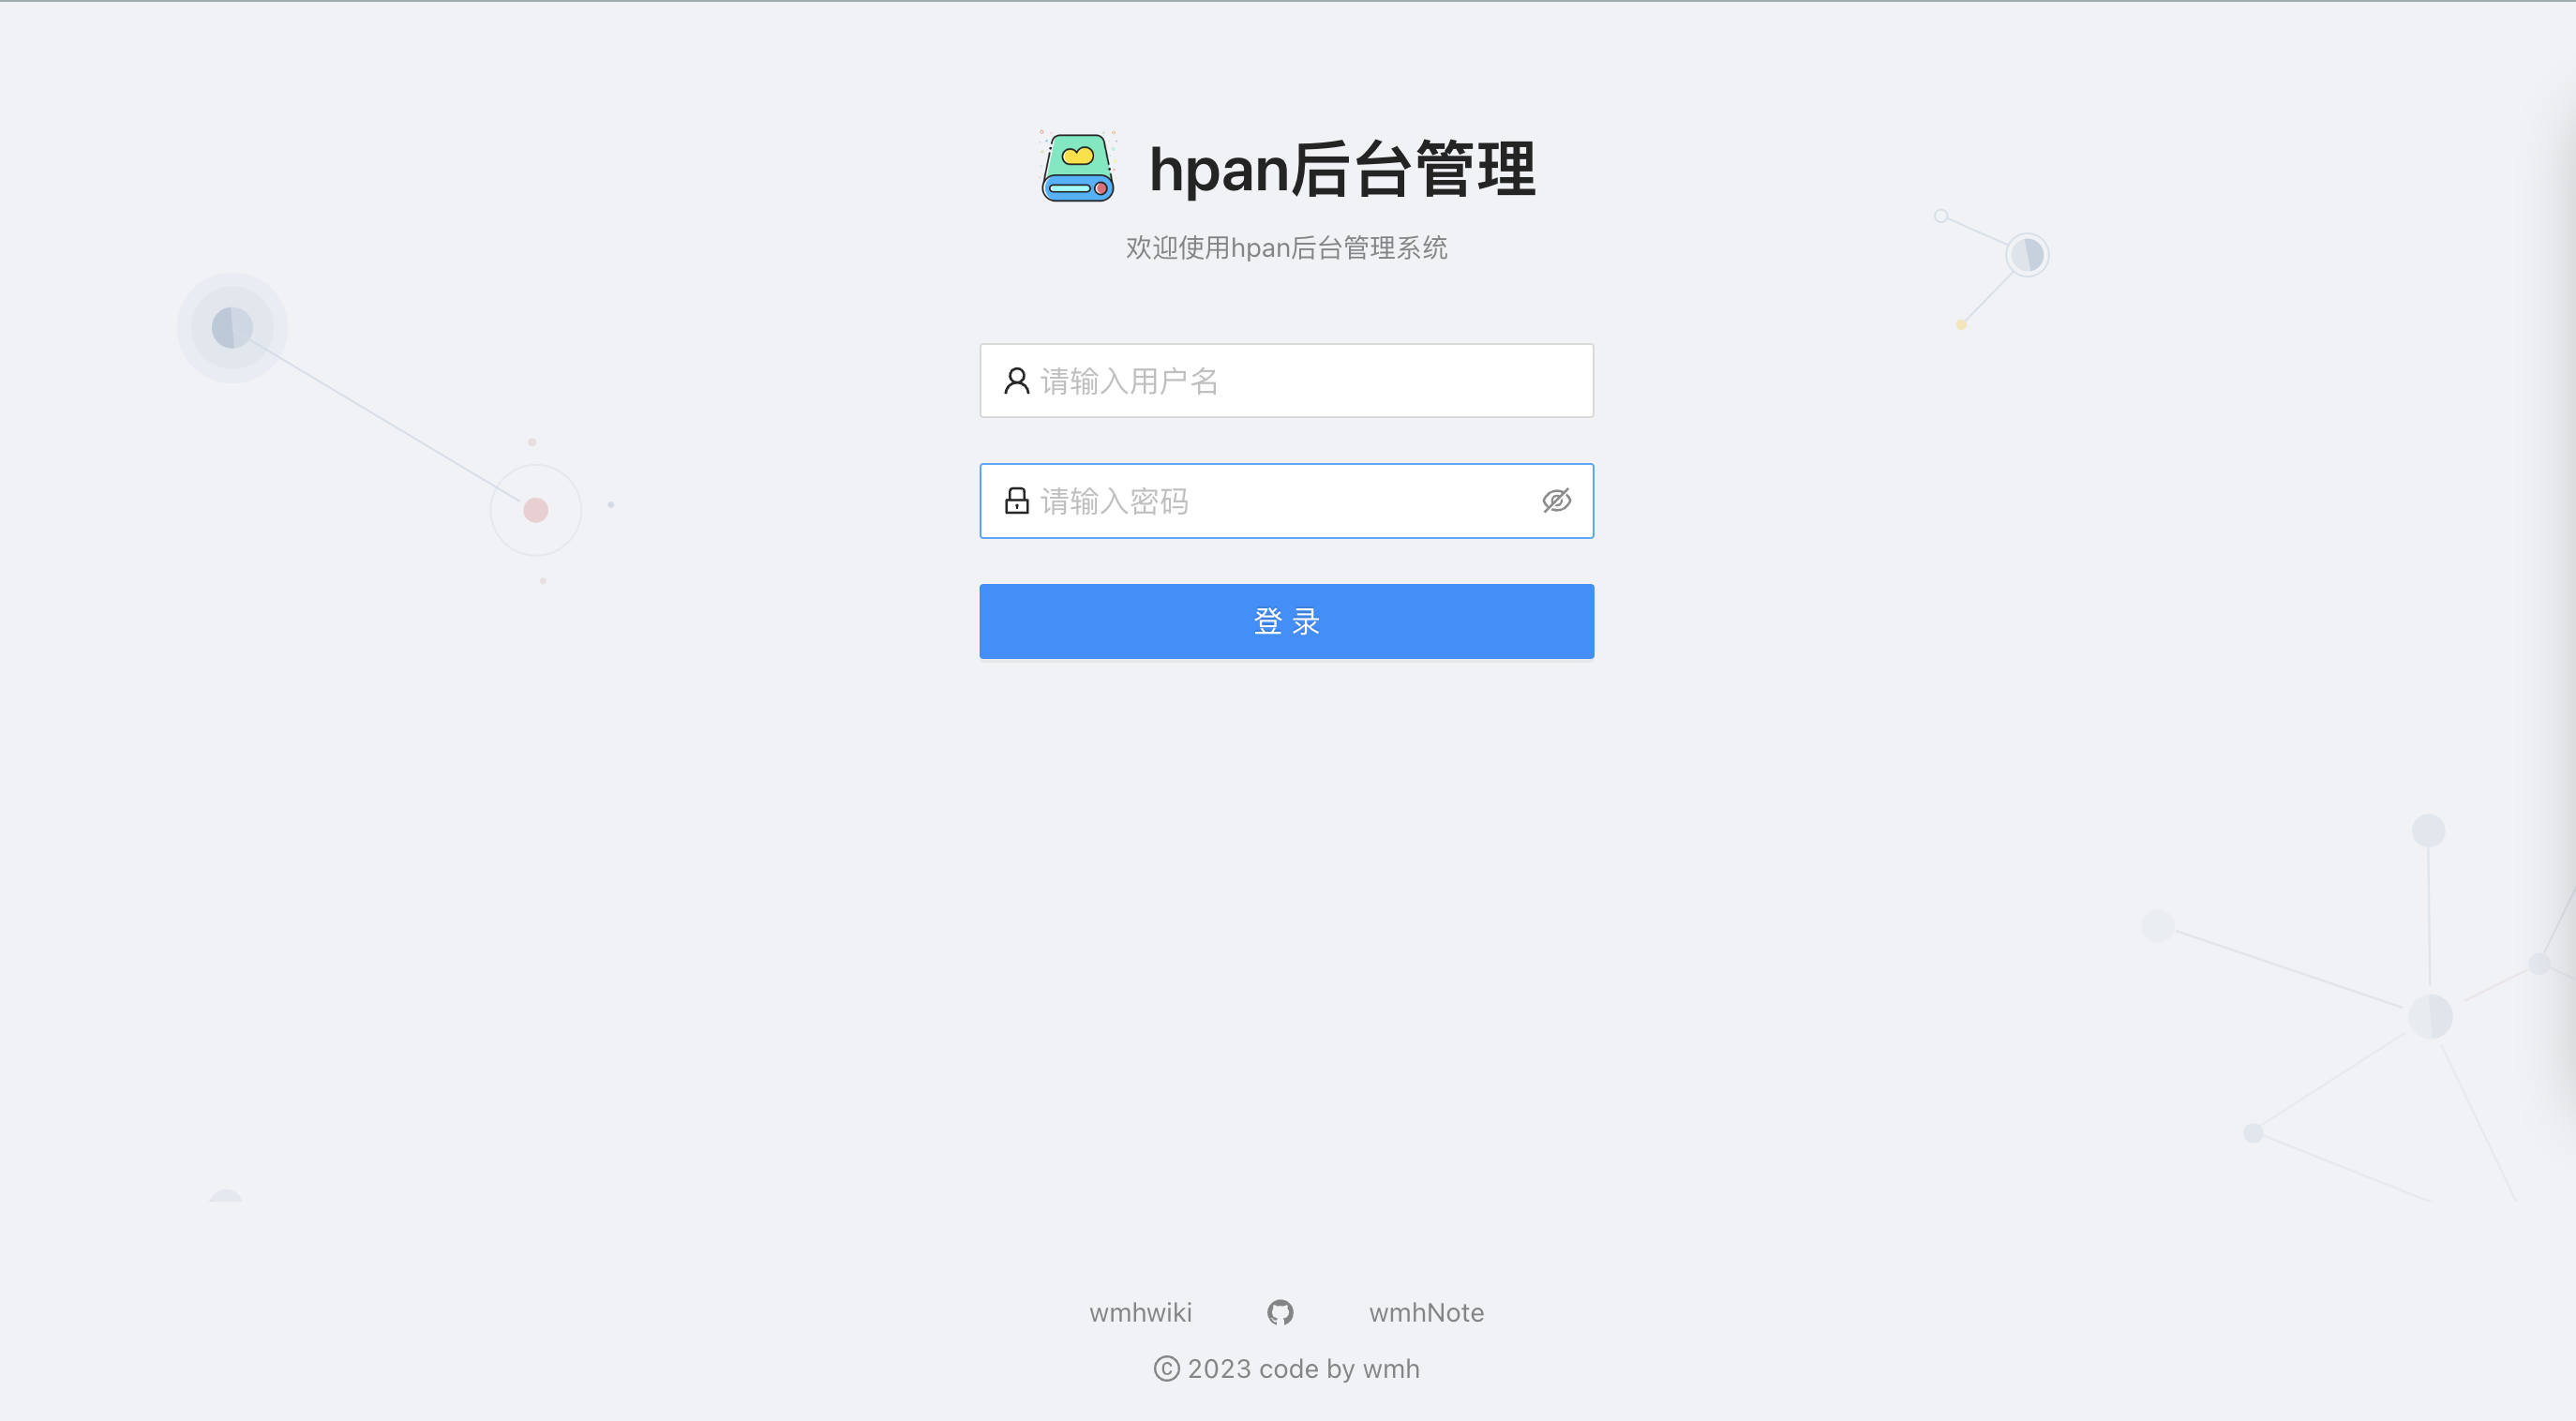 hpan后台管理
欢迎使用hpan后台管理系统
请输入用户名
请输入密码
登 录
wmhwiki wmhNote
© 2023 code by wmh